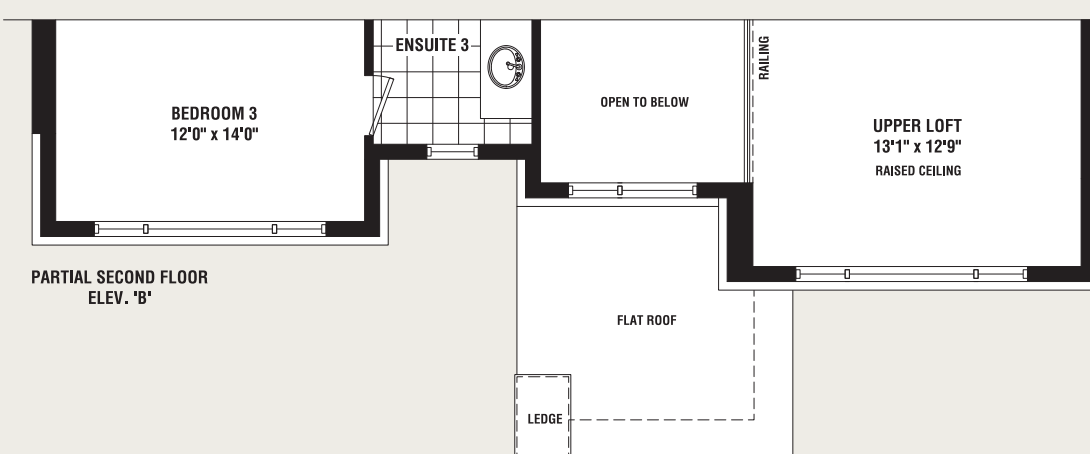 ENSUITE 3
RAILING
BEDROOM 3
12'0" x 14'0"
OPEN TO BELOW
UPPER LOFT
13'1" x 12'9"
RAISED CEILING
PARTIAL SECOND FLOOR
ELEV. 'B'
FLAT ROOF
LEDGE